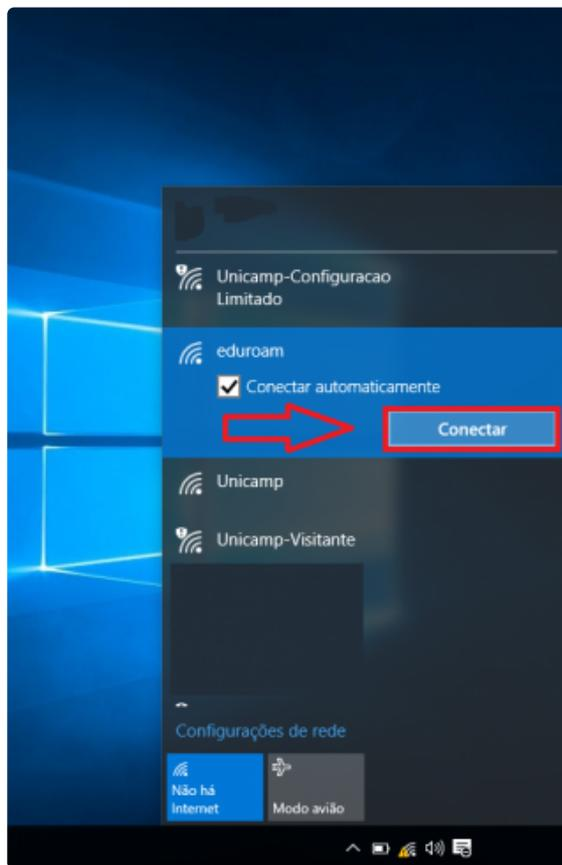 Unicamp-Configuracao
Limitado
eduroam
Conectar automaticamente
Conectar
Unicamp
Unicamp-Visitante
Configurações de rede
Não há
Internet
Modo avião